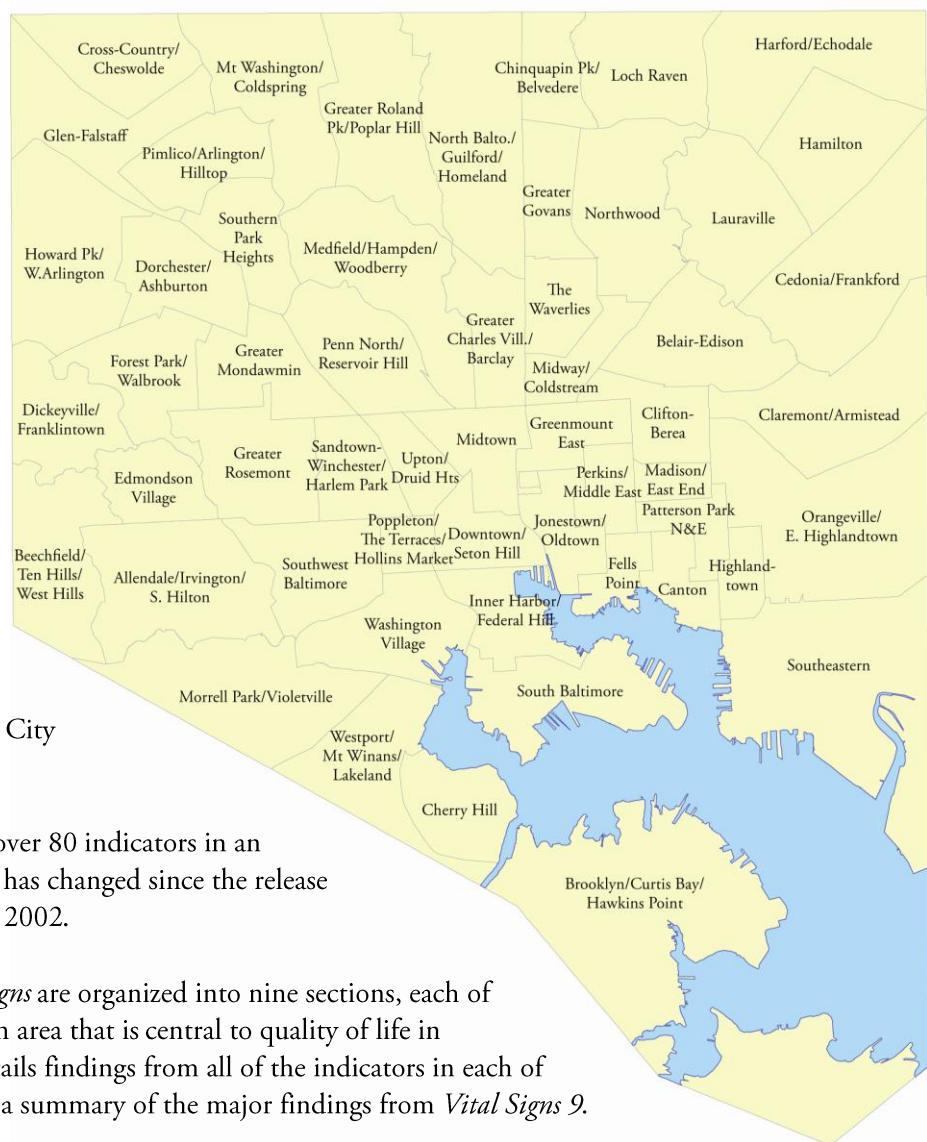 Cross-Country/
Cheswolde
Mt Washington/
Coldspring
Greater Roland
Pk/Poplar Hill
Chinquapin Pk/
Belvedere
Loch Raven
Harford/Echodale
Glen-Falstaff
Pimlico/Arlington/
Hilltop
North Balto./
Guilford/
Homeland
Hamilton
Greater
Govans
Northwood
Lauraville
Southern
Park
Heights
Howard Pk/
W.Arlington
Dorchester/
Ashburton
Medfield/Hampden/
Woodberry
Cedonia/Frankford
The
Waverlies
Greater
Charles Vill./
Barclay
Belair-Edison
Forest Park/
Walbrook
Greater
Mondawmin
Penn North/
Reservoir Hill
Midway/
Coldstream
Dickeyville/
Franklintown
Clifton-
Berea
Claremont/Armistead
Greenmount
East
Midtown
Edmondson
Village
Greater
Rosemont
Sandtown-
Winchester/
Harlem Park
Upton/
Druid Hts
Perkins/
Middle East
Madison/
East End
Patterson Park
N&E
Orangeville/
E. Highlandtown
Poppleton/
The Terraces/
Hollins Market
Downtown/
Seton Hill
Jonestown/
Oldtown
Beechfield/
Ten Hills/
West Hills
Allendale/Irvington/
S. Hilton
Southwest
Baltimore
Fells
Point
Canton
Highland-
town
Inner Harbor/
Federal Hill
Washington
Village
Southeastern
Morrell Park/Violetville
South Baltimore
Westport/
Mt Winans/
Lakeland
Cherry Hill
Brooklyn/Curtis Bay/
Hawkins Point
City
over 80 indicators in an
has changed since the release
2002.
gns are organized into nine sections, each of
n area that is central to quality of life in
ails findings from all of the indicators in each of
a summary of the major findings from Vital Signs 9.